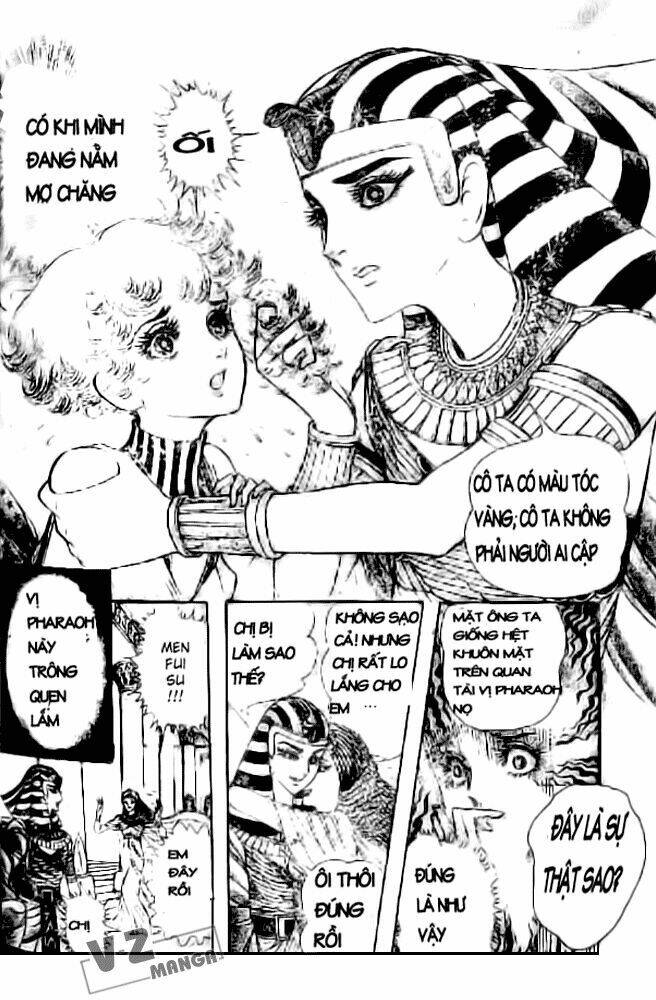 CÓ KHI MÌNH
ĐANG NẰM
MƠ CHĂNG
ỐI
CÔ TA CÓ MÀU TÓC
VÀNG; CÔ TA KHÔNG
PHẢI NGƯỜI AI CẬP
VỊ
PHARAOH
NÀY
TRÔNG
QUEN
LẮM
MEN
FUI
SU
!!!
EM
ĐÂY RỒI
CHỊ
CHỊ BỊ
LÀM SAO
THẾ?
KHÔNG SAO
CẢ! NHƯNG
CHỊ RẤT LO
LẮNG CHO
EM
...
ÔI THÔI
ĐÚNG
RỒI
MẶT ÔNG TA
GIỐNG HỆT
KHUÔN MẶT
TRÊN QUAN
TÀI VỊ PHARAOH
NỌ
ĐÚNG
LÀ NHƯ
VẬY
ĐÂY LÀ SỰ
THẬT SAO?
V-Z
MANGA.